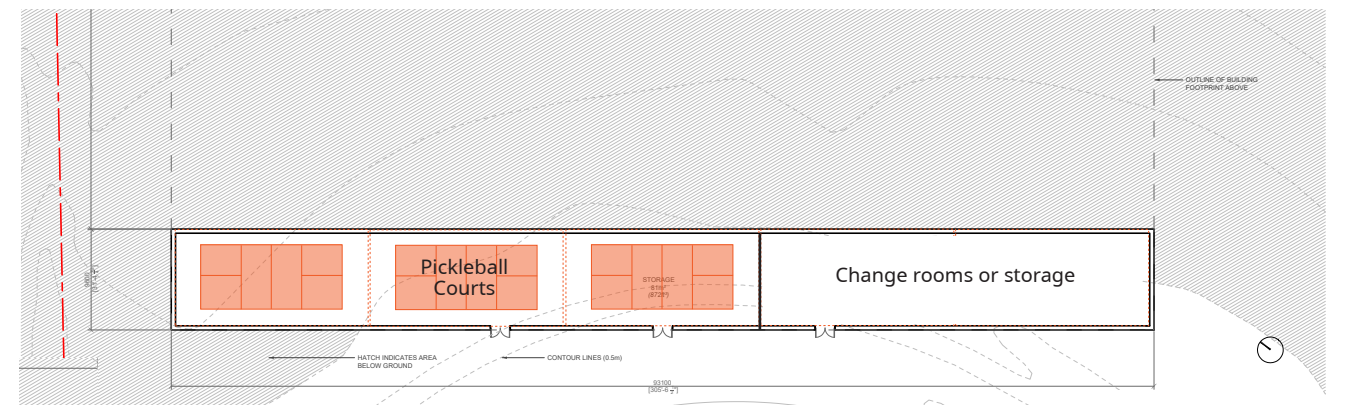 OUTLINE OF BUILDING
FOOTPRINT ABOVE
Pickleball
Courts
STORAGE
Change rooms or storage
HATCH INDICATES AREA
BELOW GROUND
CONTOUR LINES (0.5m)
93100